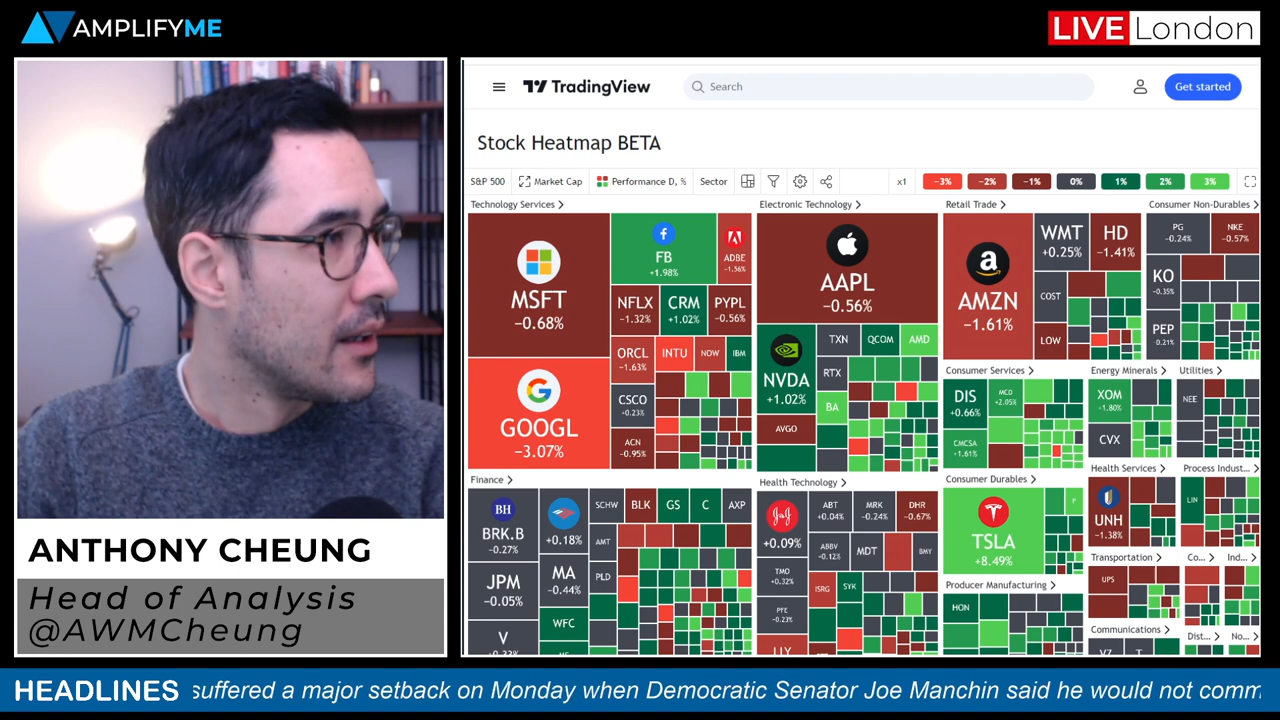 AMPLIFYME
LIVE London
TradingView
Search
Get started
Stock Heatmap BETA
S&P 500
Market Cap
Performance D, %
Sector
x1
−3%
−2%
−1%
0%
1%
2%
3%
Technology Services
MSFT
−0.68%
FB
+1.98%
ADBE
−1.56%
NFLX
−1.32%
CRM
+1.02%
PYPL
−0.56%
ORCL
−1.63%
INTU
NOW
IBM
GOOGL
−3.07%
CSCO
−0.23%
ACN
−0.95%
Electronic Technology
AAPL
−0.56%
NVDA
+1.02%
TXN
QCOM
AMD
RTX
BA
AVGO
Retail Trade
AMZN
−1.61%
WMT
+0.25%
HD
−1.41%
COST
LOW
Consumer Non-Durables
PG
−0.24%
NKE
−0.57%
KO
−0.35%
PEP
−0.21%
Consumer Services
DIS
+0.66%
MCD
+2.05%
CMCSA
+1.61%
Energy Minerals
XOM
−1.80%
CVX
Utilities
NEE
Finance
BH
BRK.B
−0.27%
+0.18%
SCHW
BLK
GS
C
AXP
AMT
JPM
−0.05%
MA
−0.44%
PLD
V
WFC
Health Technology
J&J
+0.09%
ABT
+0.04%
MRK
−0.24%
DHR
−0.67%
ABBV
−0.12%
MDT
BMY
TMO
+0.32%
ISRG
SYK
PFE
−0.23%
LLY
Consumer Durables
TSLA
+8.49%
F
Health Services
UNH
−1.38%
Process Indust...
LIN
Transportation
UPS
Co...
Ind...
Producer Manufacturing
HON
Communications
VZ
T
Dist...
No...
ANTHONY CHEUNG
Head of Analysis
@AWMCheung
HEADLINES
suffered a major setback on Monday when Democratic Senator Joe Manchin said he would not comm